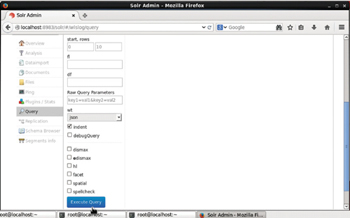 Solr Admin - Mozilla Firefox
Solr Admin
localhost:8983/solr/#/wlslog/query
Google
Overview
Analysis
Dataimport
Documents
Files
Ping
Plugins / Stats
Query
Replication
Schema Browser
Segments Info
start, rows
0 10
fl
df
Raw Query Parameters
key1=val1&key2=val2
wt
json
indent
debugQuery
dismax
edismax
hl
facet
spatial
spellcheck
Execute Query
root@localhost:~
root@localhost:~
root@localhost:~
Solr Admin - Mozilla Fi...